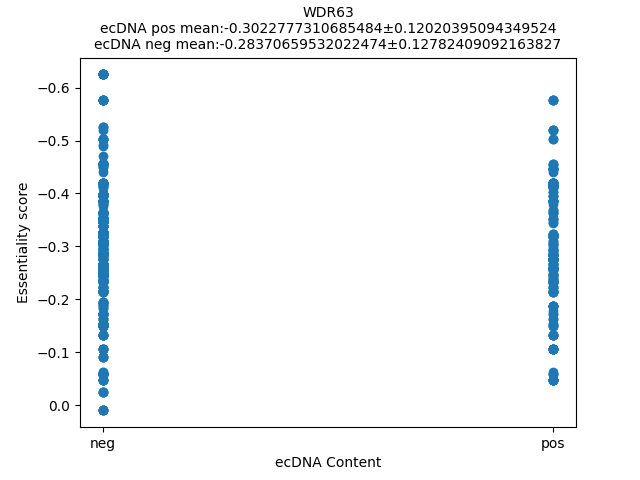 WDR63
ecDNA pos mean:-0.3022777310685484±0.12020395094349524
ecDNA neg mean:-0.28370659532022474±0.12782409092163827
−0.6
−0.5
−0.4
−0.3
−0.2
−0.1
0.0
Essentiality score
neg
pos
ecDNA Content